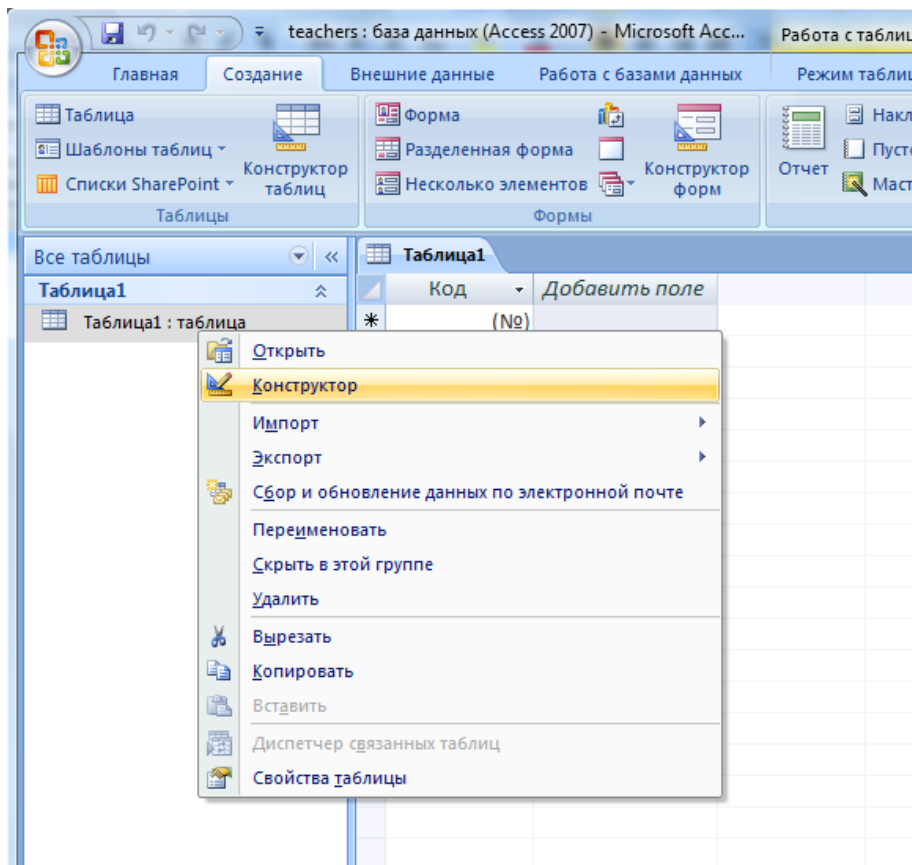 teachers : база данных (Access 2007) - Microsoft Acc...
Работа с таблиц
Главная
Создание
Внешние данные
Работа с базами данных
Режим таблиц
Таблица
Шаблоны таблиц
Списки SharePoint
Конструктор
таблиц
Таблицы
Форма
Разделенная форма
Несколько элементов
Конструктор
форм
Формы
Отчет
Накл
Пусто
Маст
Все таблицы
Таблица1
Таблица1 : таблица
Таблица1
Код
Добавить поле
(№)
Открыть
Конструктор
Импорт
Экспорт
Сбор и обновление данных по электронной почте
Переименовать
Скрыть в этой группе
Удалить
Вырезать
Копировать
Вставить
Диспетчер связанных таблиц
Свойства таблицы